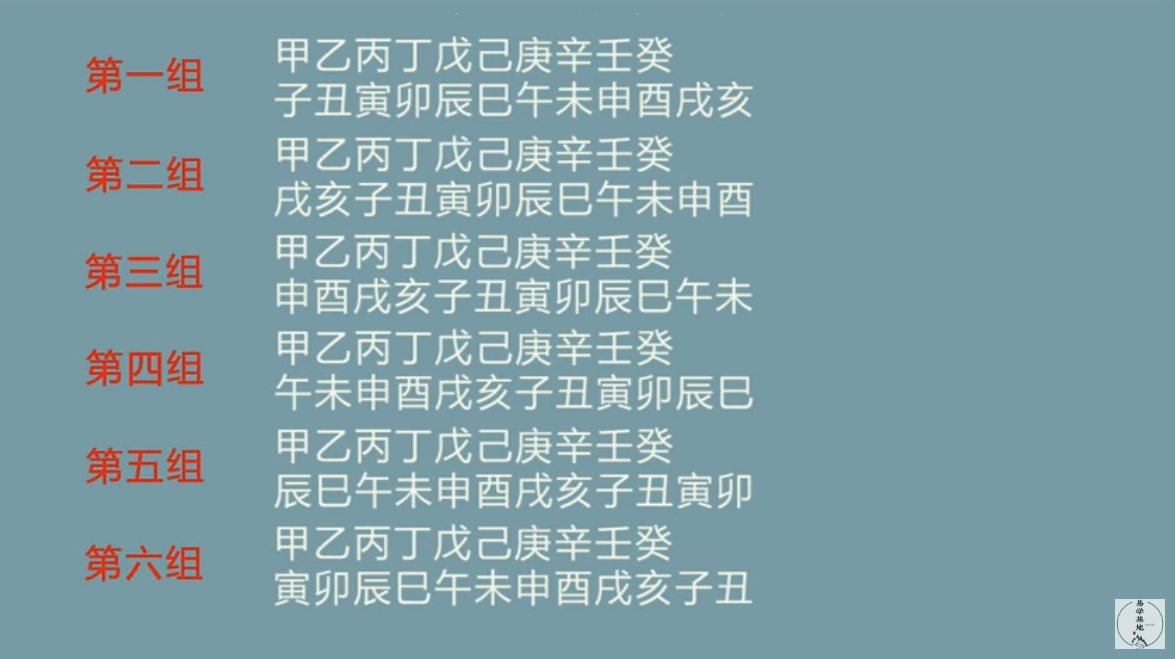 第一组
甲乙丙丁戊己庚辛壬癸
子丑寅卯辰巳午未申酉戌亥
第二组
甲乙丙丁戊己庚辛壬癸
戌亥子丑寅卯辰巳午未申酉
第三组
甲乙丙丁戊己庚辛壬癸
申酉戌亥子丑寅卯辰巳午未
第四组
甲乙丙丁戊己庚辛壬癸
午未申酉戌亥子丑寅卯辰巳
第五组
甲乙丙丁戊己庚辛壬癸
辰巳午未申酉戌亥子丑寅卯
第六组
甲乙丙丁戊己庚辛壬癸
寅卯辰巳午未申酉戌亥子丑
易学基地